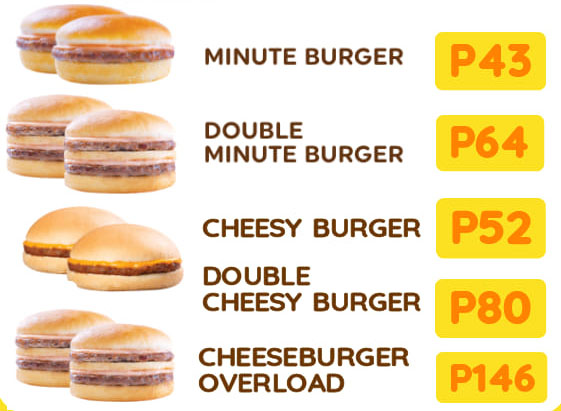 MINUTE BURGER P43
DOUBLE
MINUTE BURGER P64
CHEESY BURGER P52
DOUBLE
CHEESY BURGER P80
CHEESEBURGER
OVERLOAD P146